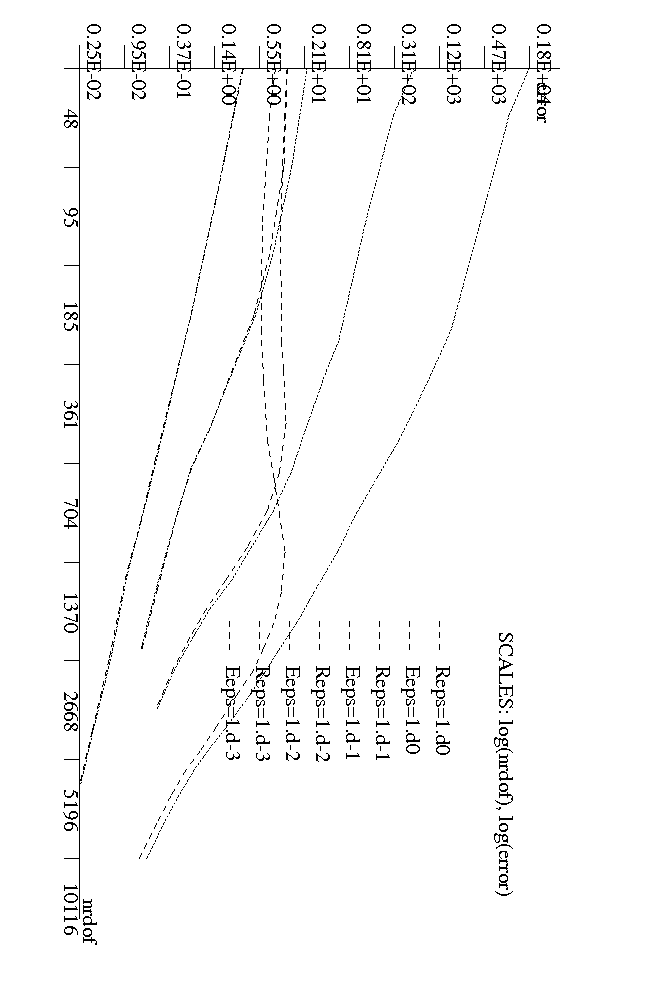 error
0.18E+04
0.47E+03
0.12E+03
0.31E+02
0.81E+01
0.21E+01
0.55E+00
0.14E+00
0.37E-01
0.95E-02
0.25E-02
SCALES: log(nrdof), log(error)
Reps=1.d0
Eeps=1.d0
Reps=1.d-1
Eeps=1.d-1
Reps=1.d-2
Eeps=1.d-2
Reps=1.d-3
Eeps=1.d-3
48
95
185
361
704
1370
2668
5196
10116
nrdof